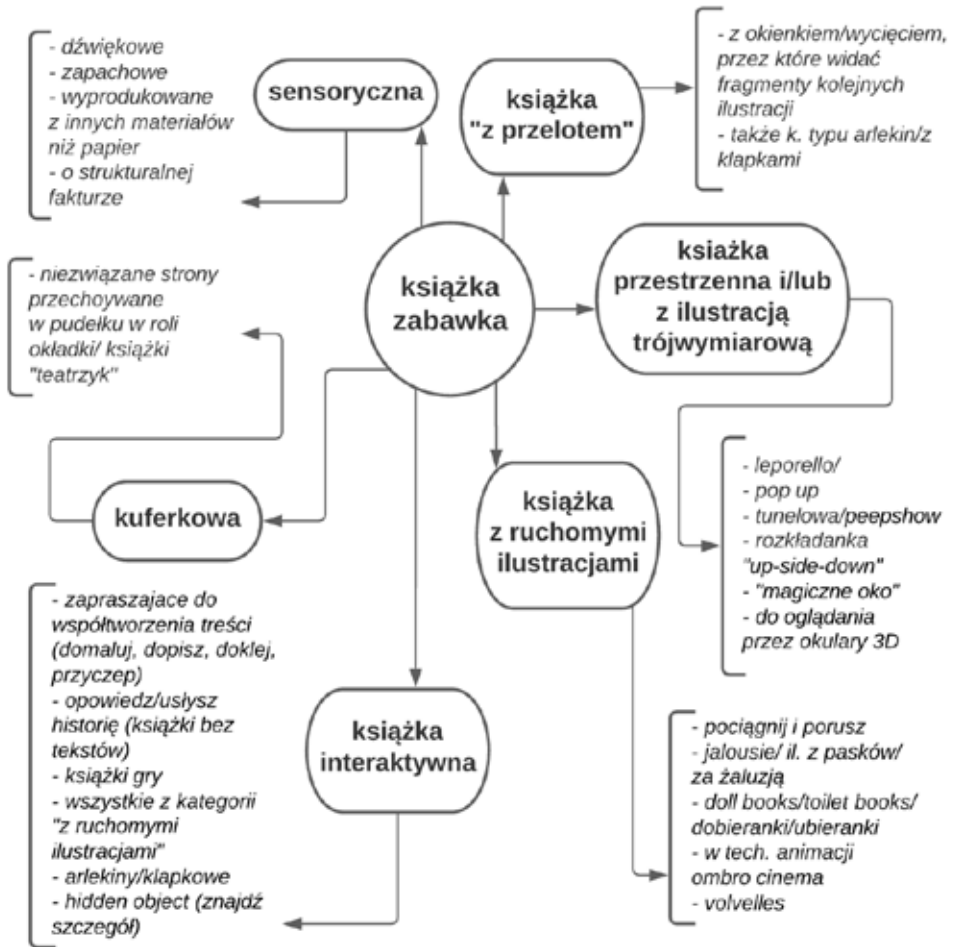 - dźwiękowe
- zapachowe
- wyprodukowane
z innych materiałów
niż papier
- o strukturalnej
fakturze
sensoryczna
książka
"z przelotem"
- z okienkiem/wycięciem,
przez które widać
fragmenty kolejnych
ilustracji
- także k. typu arlekin/z
klapkami
- niezwiązane strony
przechoywane
w pudełku w roli
okładki/ książki
"teatrzyk"
książka
zabawka
ksiażka
przestrzenna i/lub
z ilustracją
trójwymiarową
kuferkowa
książka
z ruchomymi
ilustracjami
- leporello/
- pop up
- tunelowa/peepshow
- rozkładanka
"up-side-down"
- "magiczne oko"
- do oglądania
przez okulary 3D
- zapraszajace do
współtworzenia treści
(domaluj, dopisz, doklej,
przyczep)
- opowiedz/usłysz
historię (książki bez
tekstów)
- książki gry
- wszystkie z kategorii
"z ruchomymi
ilustracjami"
- arlekiny/klapkowe
- hidden object (znajdź
szczegół)
książka
interaktywna
- pociągnij i porusz
- jalousie/ il. z pasków/
za żaluzją
- doll books/toilet books/
dobieranki/ubieranki
- w tech. animacji
ombro cinema
- volvelles